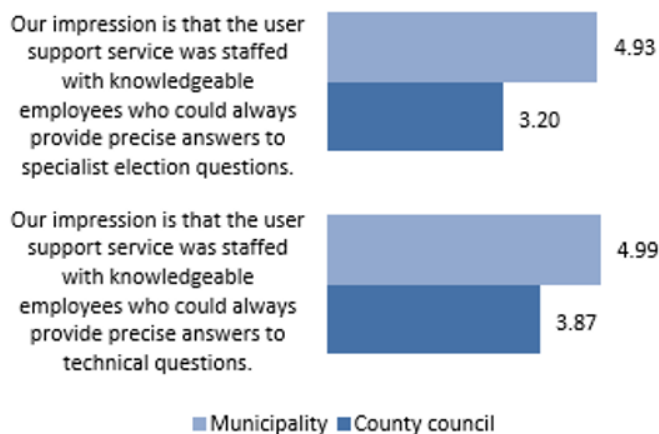 Our impression is that the user
support service was staffed
with knowledgeable
employees who could always
provide precise answers to
specialist election questions.
4.93
3.20
Our impression is that the user
support service was staffed
with knowledgeable
employees who could always
provide precise answers to
technical questions.
4.99
3.87
Municipality County council